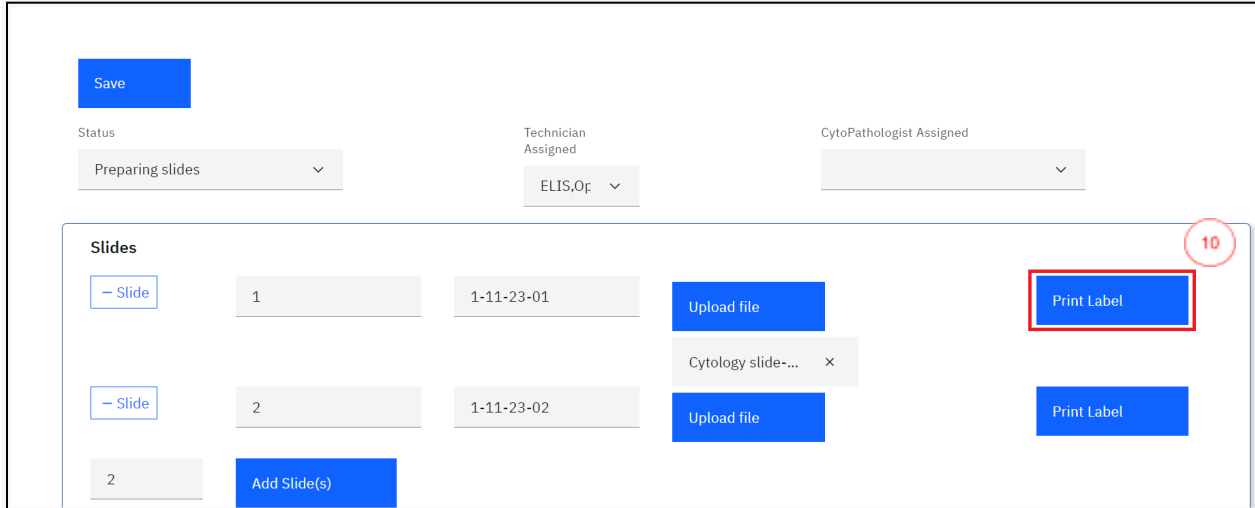 Save
Status
Technician
Assigned
CytoPathologist Assigned
Preparing slides
ELIS,Op
Slides
10
− Slide
1
1-11-23-01
Upload file
Print Label
Cytology slide-... ×
− Slide
2
1-11-23-02
Upload file
Print Label
2
Add Slide(s)